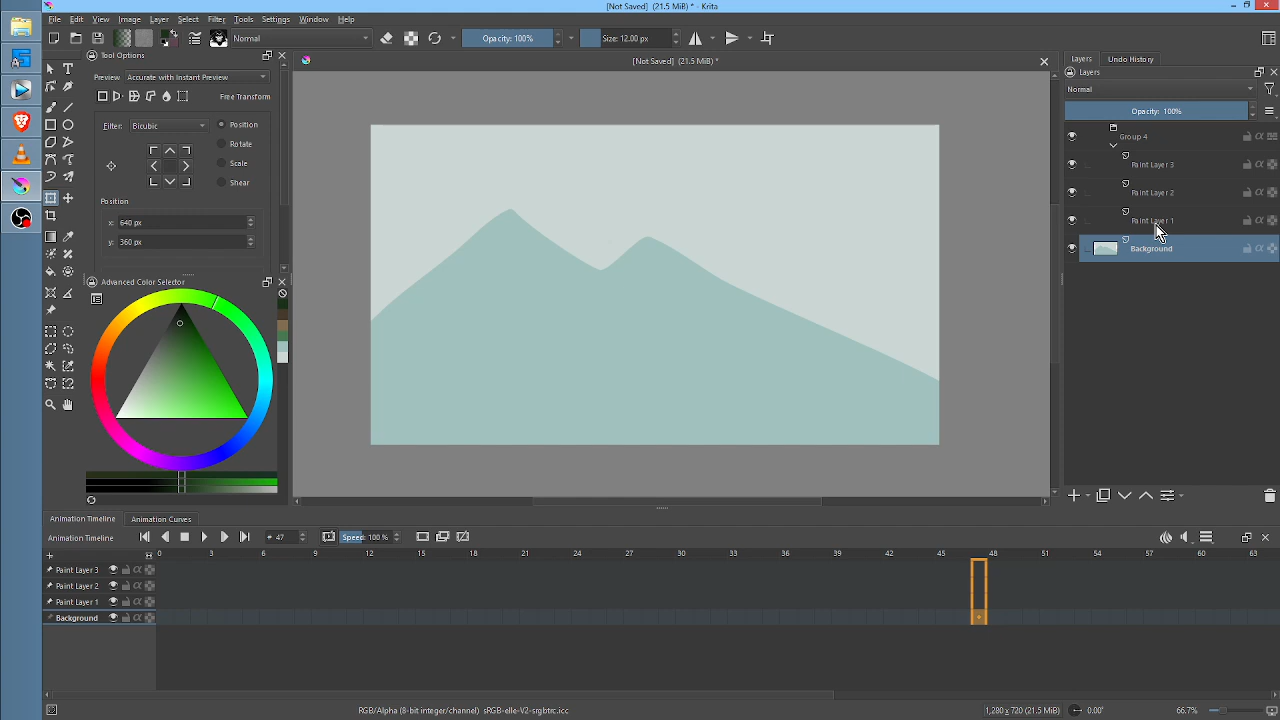 [Not Saved] (21.5 MiB) * - Krita
File Edit View Image Layer Select Filter Tools Settings Window Help
Normal
Opacity: 100%
Size: 12.00 px
Tool Options
Preview: Accurate with Instant Preview
Free Transform
Filter: Bicubic
Position
Rotate
Scale
Shear
Position
x: 640 px
y: 360 px
Advanced Color Selector
[Not Saved] (21.5 MiB) *
Layers Undo History
Layers
Normal
Opacity: 100%
Group 4
Paint Layer 3
Paint Layer 2
Paint Layer 1
Background
Animation Timeline Animation Curves
Animation Timeline
47
Speed: 100 %
0 3 6 9 12 15 18 21 24 27 30 33 36 39 42 45 48 51 54 57 60 63
Paint Layer 3
Paint Layer 2
Paint Layer 1
Background
RGB/Alpha (8-bit integer/channel) sRGB-elle-V2-srgbtrc.icc
1,280 x 720 (21.5 MiB)
0.00°
66.7%